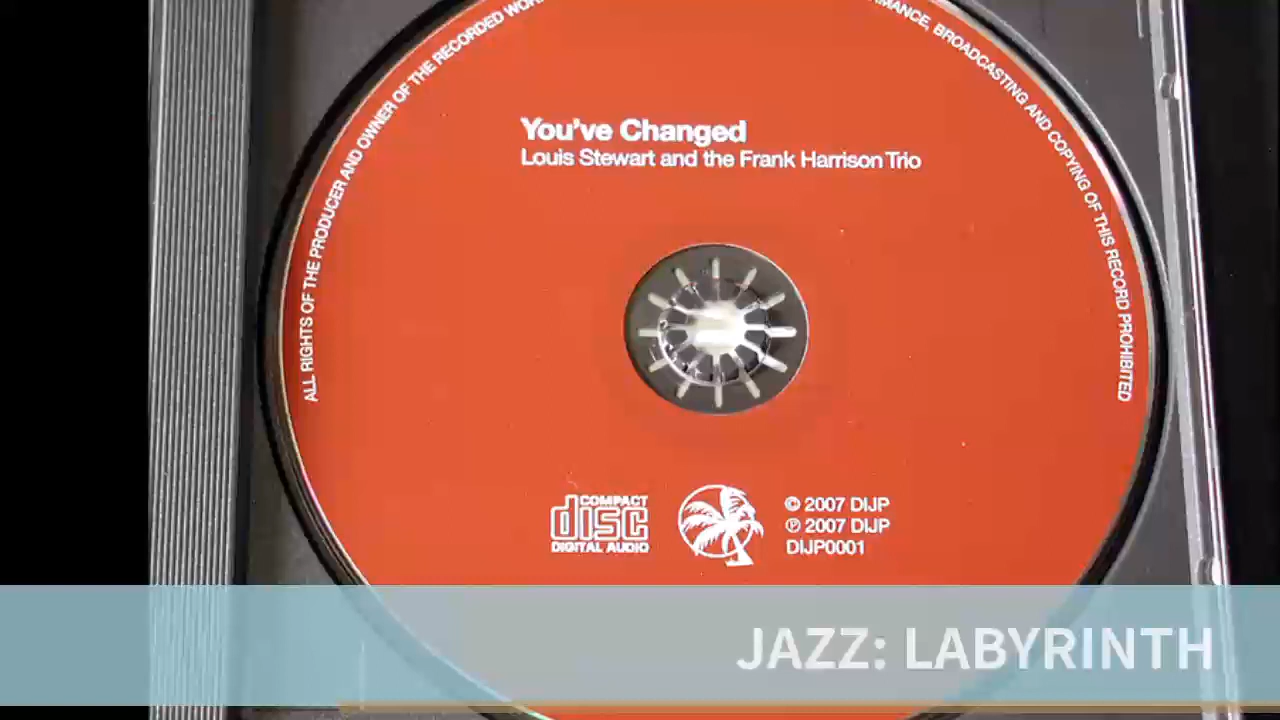 ALL RIGHTS OF THE PRODUCER AND OWNER OF THE RECORDED
MANCE, BROADCASTING AND COPYING OF THIS RECORD PROHIBITED
You've Changed
Louis Stewart and the Frank Harrison Trio
COMPACT
disc
DIGITAL AUDIO
© 2007 DIJP
℗ 2007 DIJP
DIJP0001
JAZZ: LABYRINTH